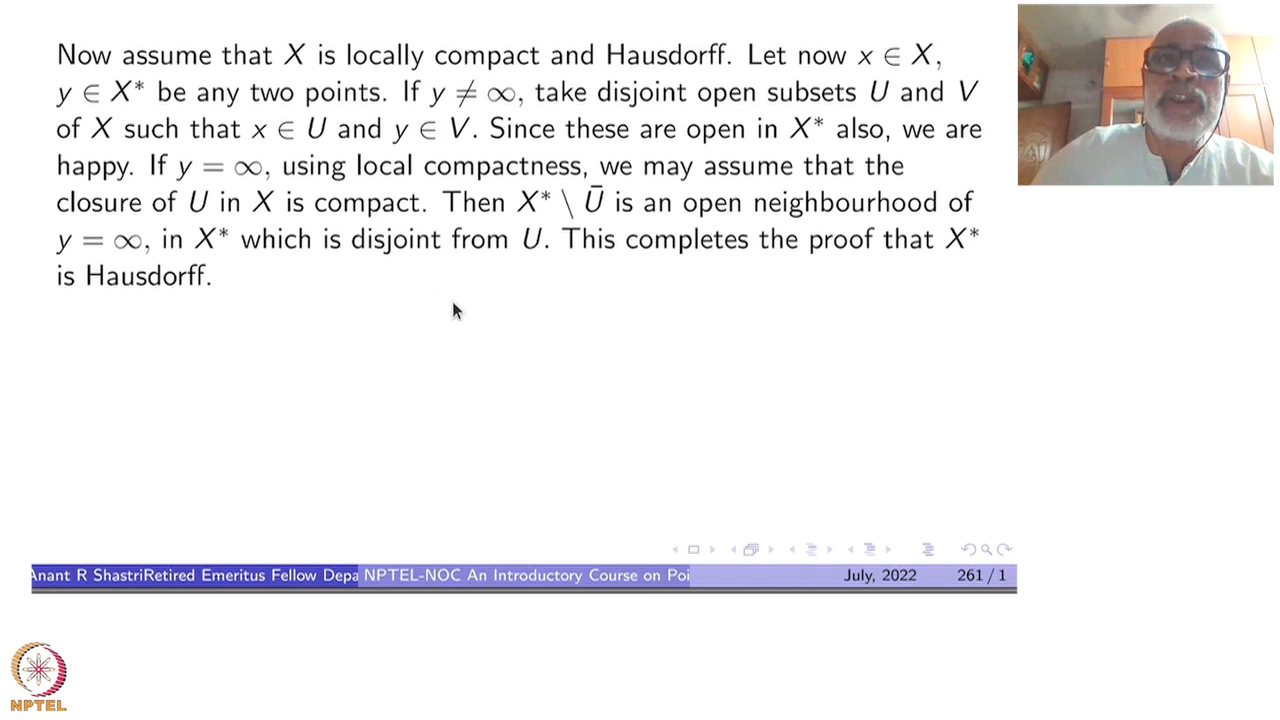 Now assume that X is locally compact and Hausdorff. Let now x ∈ X,
y ∈ X* be any two points. If y ≠ ∞, take disjoint open subsets U and V
of X such that x ∈ U and y ∈ V. Since these are open in X* also, we are
happy. If y = ∞, using local compactness, we may assume that the
closure of U in X is compact. Then X* \ Ū is an open neighbourhood of
y = ∞, in X* which is disjoint from U. This completes the proof that X*
is Hausdorff.
Anant R ShastriRetired Emeritus Fellow Depa NPTEL-NOC An Introductory Course on Poi July, 2022 261 / 1
NPTEL